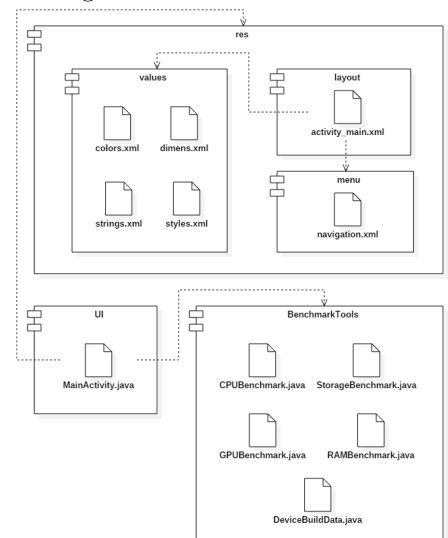 res
values
layout
activity_main.xml
colors.xml
dimens.xml
menu
strings.xml
styles.xml
navigation.xml
UI
BenchmarkTools
MainActivity.java
CPUBenchmark.java
StorageBenchmark.java
GPUBenchmark.java
RAMBenchmark.java
DeviceBuildData.java